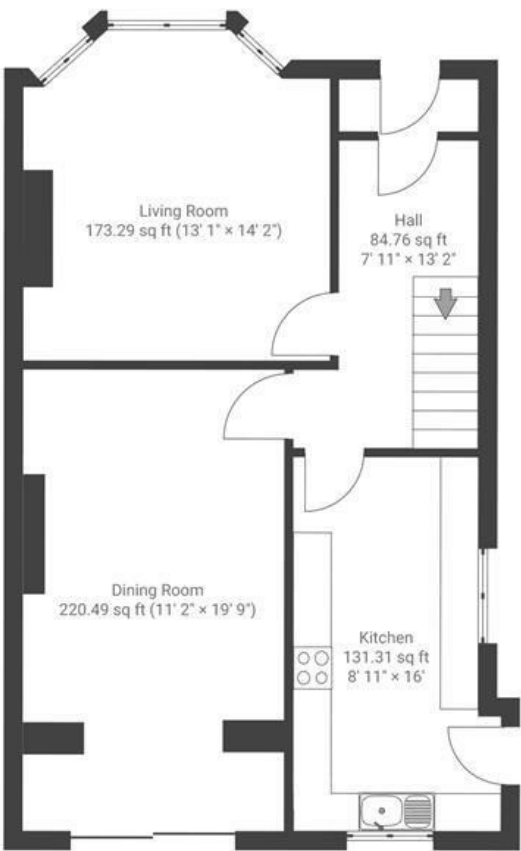 Living Room
173.29 sq ft (13' 1" × 14' 2")
Hall
84.76 sq ft
7' 11" × 13' 2"
Dining Room
220.49 sq ft (11' 2" × 19' 9")
Kitchen
131.31 sq ft
8' 11" × 16'